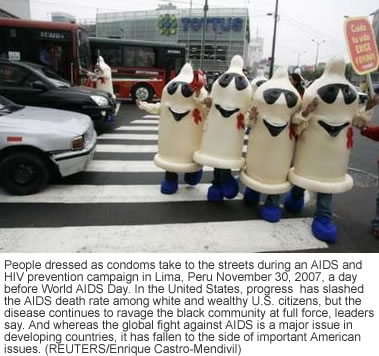 TOTTUS
Cuida
tu vida
EXIGE
People dressed as condoms take to the streets during an AIDS and
HIV prevention campaign in Lima, Peru November 30, 2007, a day
before World AIDS Day. In the United States, progress  has slashed
the AIDS death rate among white and wealthy U.S. citizens, but the
disease continues to ravage the black community at full force, leaders
say. And whereas the global fight against AIDS is a major issue in
developing countries, it has fallen to the side of important American
issues. (REUTERS/Enrique Castro-Mendivil)